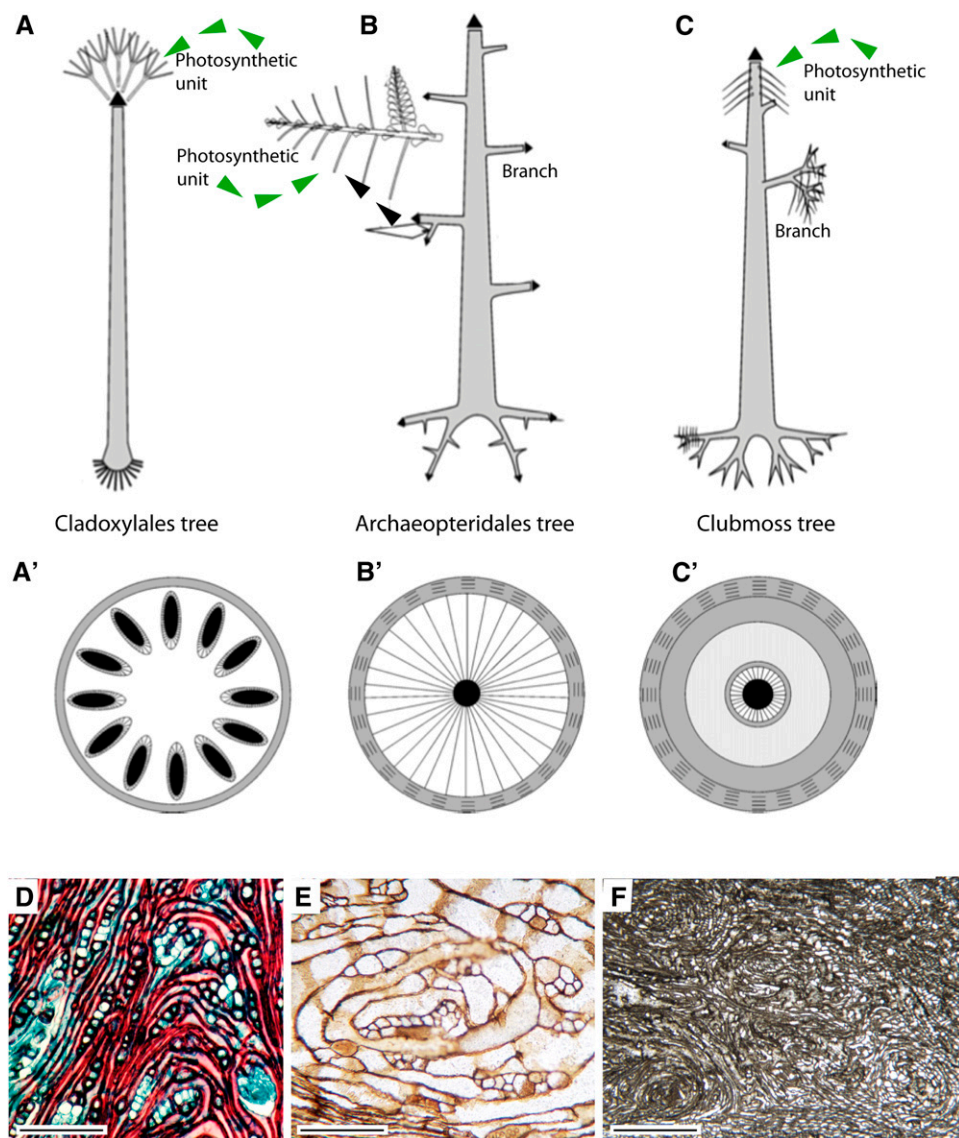 A
B
C
Photosynthetic
unit
Photosynthetic
unit
Photosynthetic
unit
Branch
Branch
Cladoxylales tree
Archaeopteridales tree
Clubmoss tree
A'
B'
C'
D
E
F